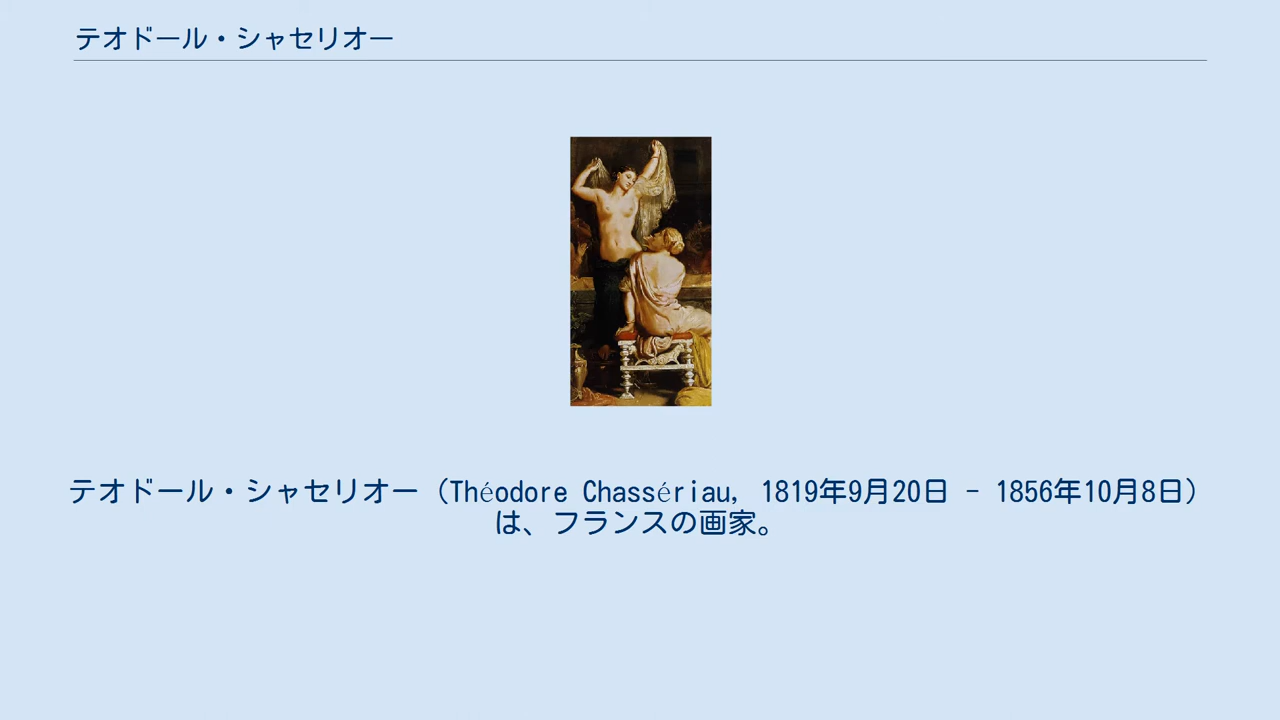 テオドール・シャセリオー
テオドール・シャセリオー（Théodore Chassériau, 1819年9月20日 - 1856年10月8日）
は、フランスの画家。